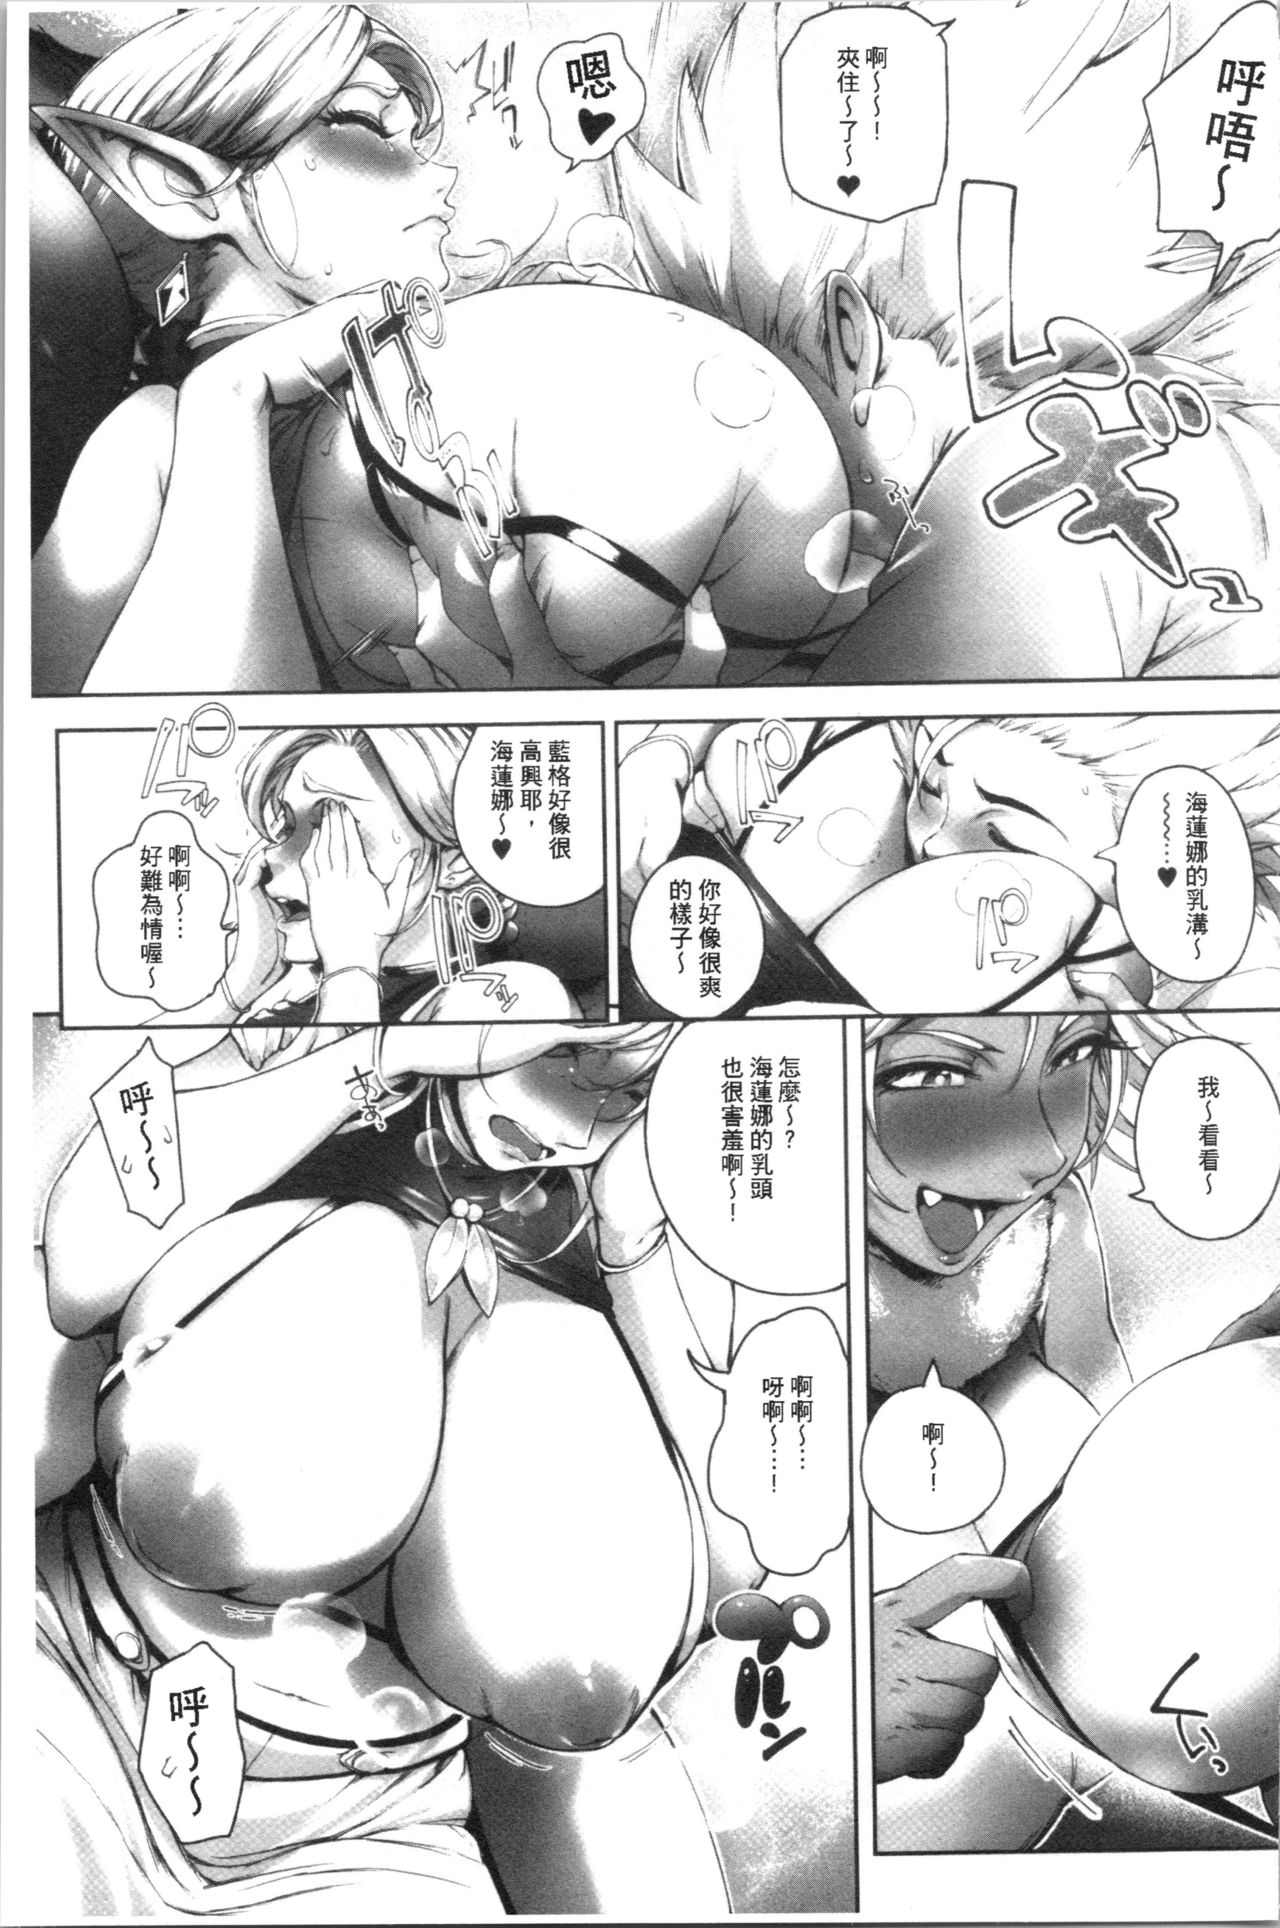 呼唔～
啊～～！
夾住～了～♥
嗯♥
海蓮娜的乳溝～
～～～…♥
你好像很爽
的樣子～
藍格好像很
高興耶，
海蓮娜～♥
啊啊～…
好難為情喔～
我～看看～
啊～！
怎麼～？
海蓮娜的乳頭
也很害羞啊～！
啊啊～…
呀啊～…！
呼～～
呼～～
くい